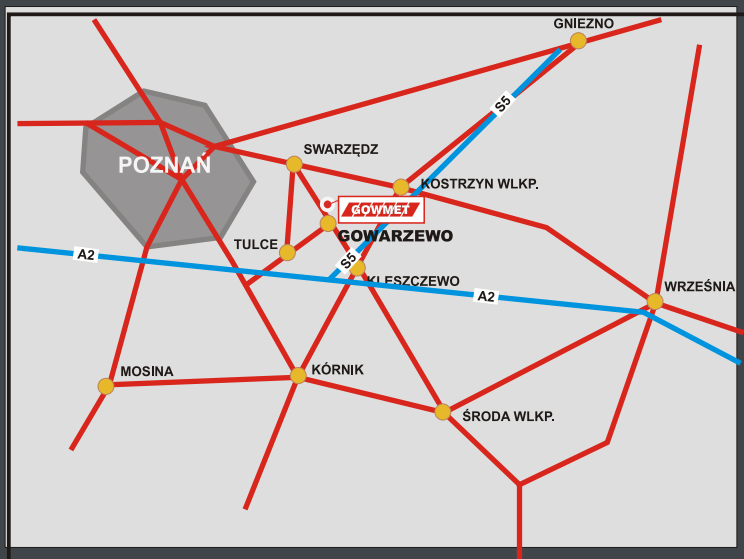 GNIEZNO
S5
SWARZĘDZ
POZNAŃ
KOSTRZYN WLKP.
GOWMET
GOWARZEWO
TULCE
A2
S5
KLESZCZEWO
WRZEŚNIA
A2
MOSINA
KÓRNIK
ŚRODA WLKP.